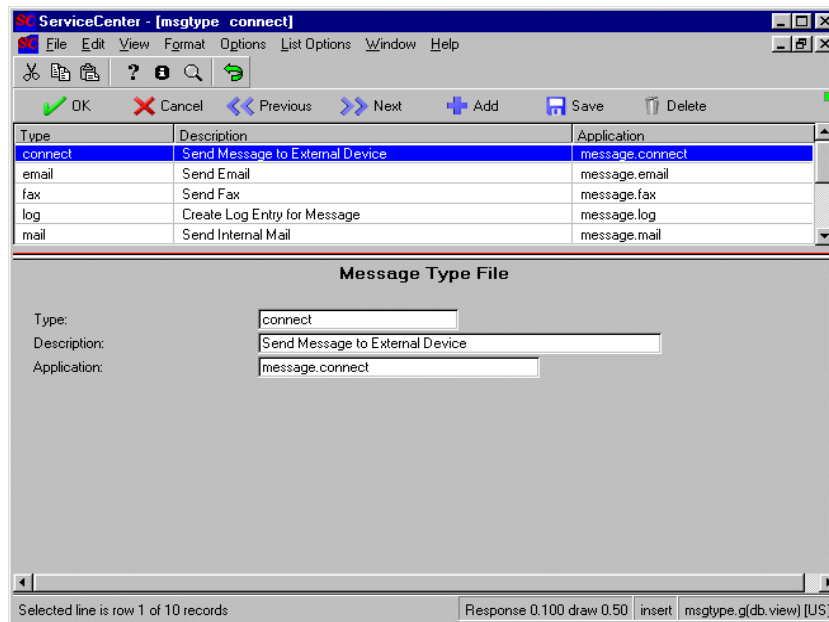 SC ServiceCenter - [msgtype connect]
SC File Edit View Format Options List Options Window Help
OK Cancel Previous Next Add Save Delete
Type Description Application
connect Send Message to External Device message.connect
email Send Email message.email
fax Send Fax message.fax
log Create Log Entry for Message message.log
mail Send Internal Mail message.mail
Message Type File
Type: connect
Description: Send Message to External Device
Application: message.connect
Selected line is row 1 of 10 records Response 0.100 draw 0.50 insert msgtype.g(db.view) [US]